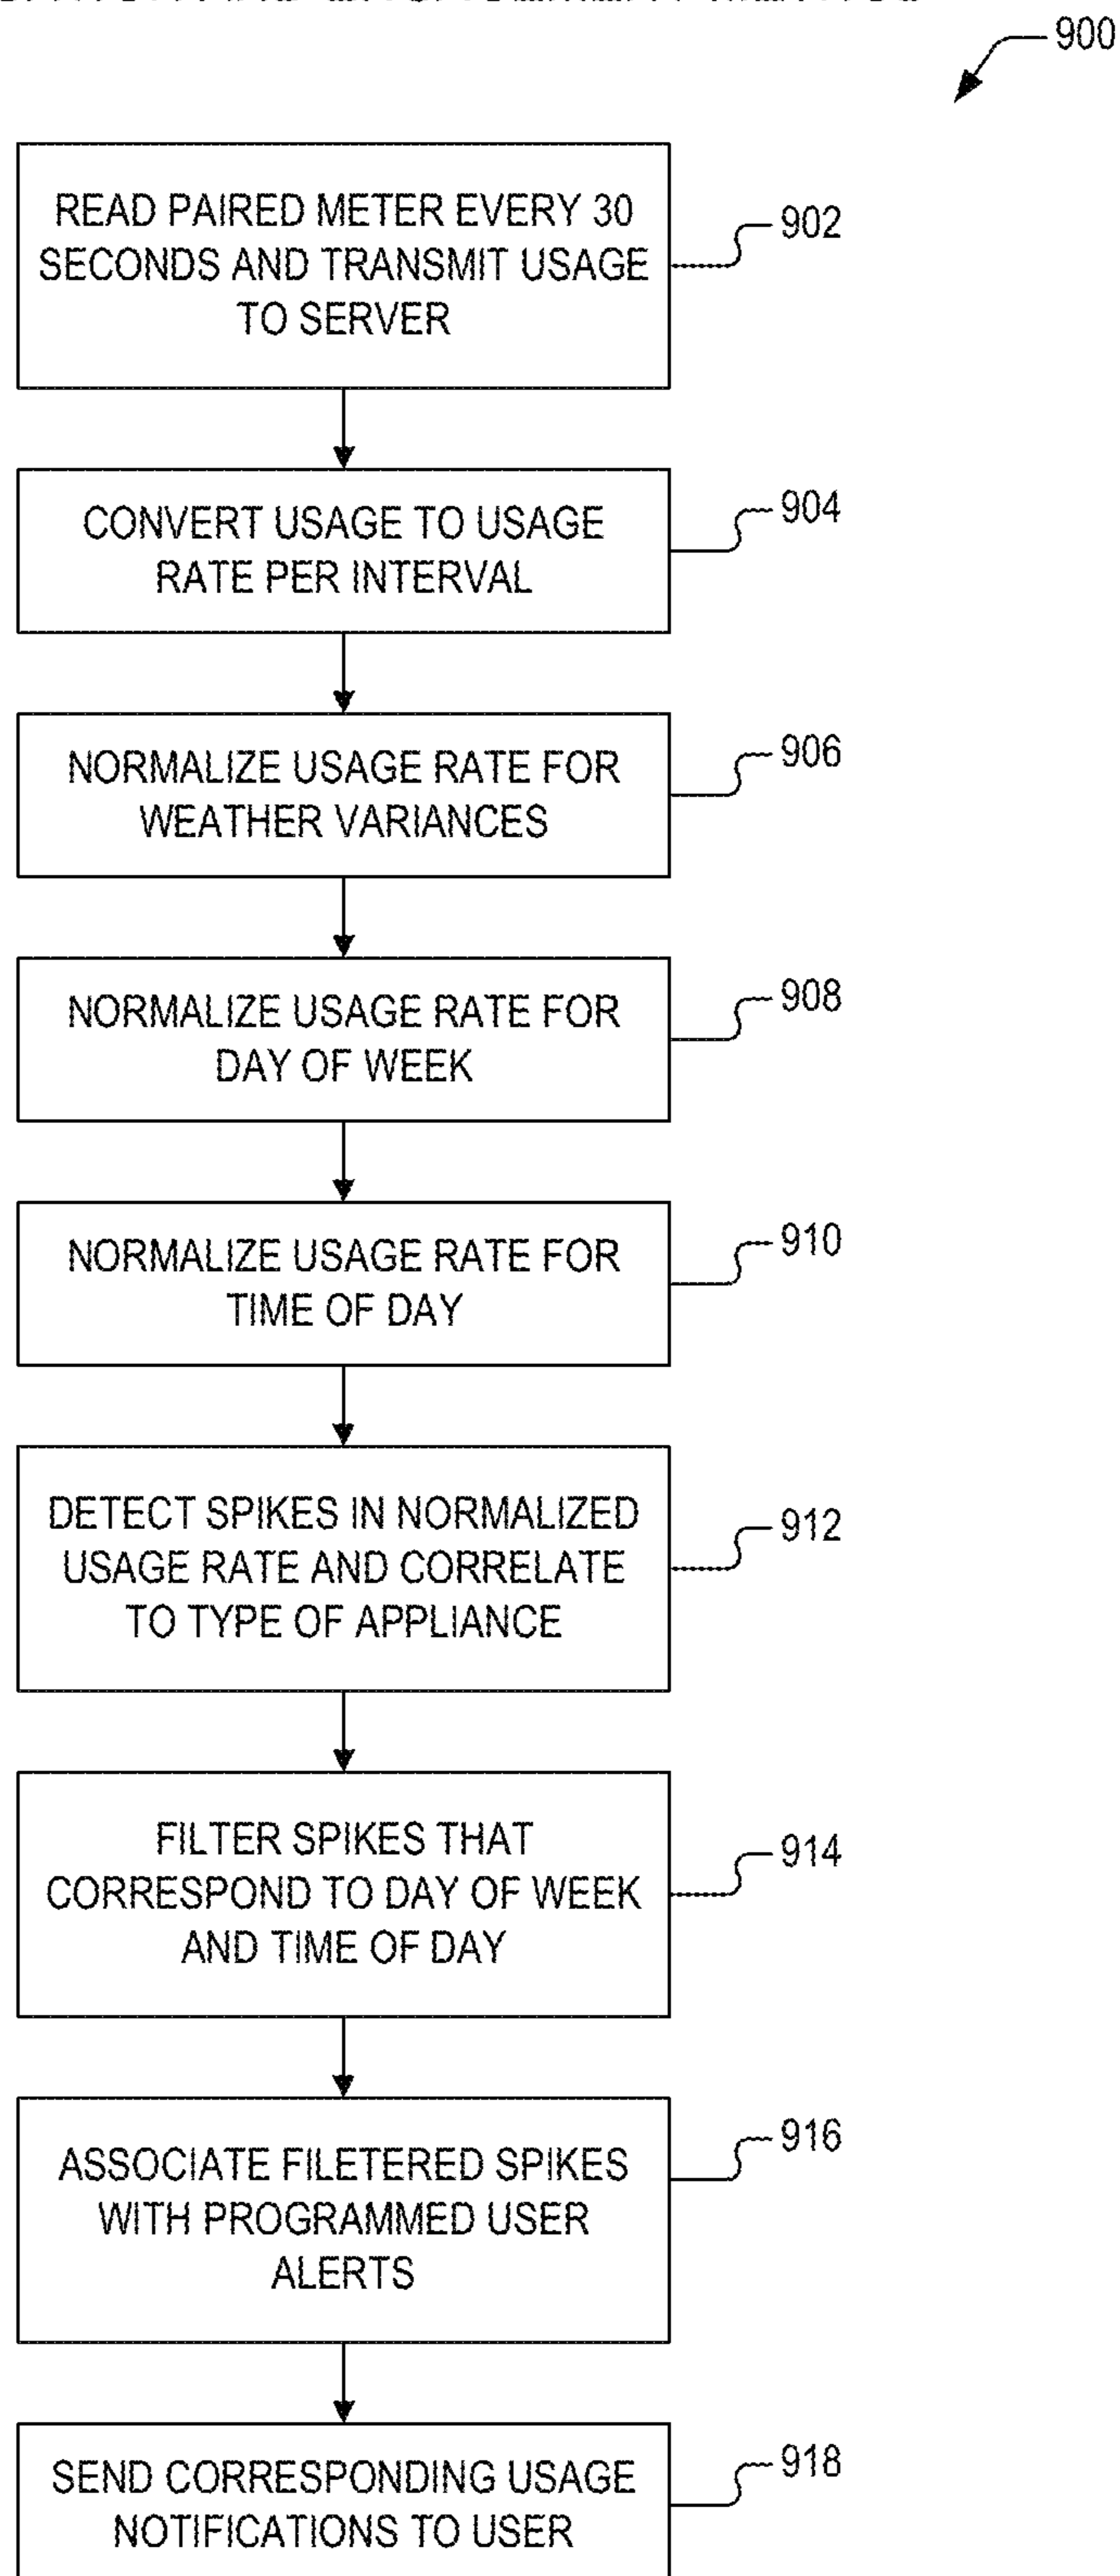 900
READ PAIRED METER EVERY 30
SECONDS AND TRANSMIT USAGE
TO SERVER
902
CONVERT USAGE TO USAGE
RATE PER INTERVAL
904
NORMALIZE USAGE RATE FOR
WEATHER VARIANCES
906
NORMALIZE USAGE RATE FOR
DAY OF WEEK
908
NORMALIZE USAGE RATE FOR
TIME OF DAY
910
DETECT SPIKES IN NORMALIZED
USAGE RATE AND CORRELATE
TO TYPE OF APPLIANCE
912
FILTER SPIKES THAT
CORRESPOND TO DAY OF WEEK
AND TIME OF DAY
914
ASSOCIATE FILETERED SPIKES
WITH PROGRAMMED USER
ALERTS
916
SEND CORRESPONDING USAGE
NOTIFICATIONS TO USER
918